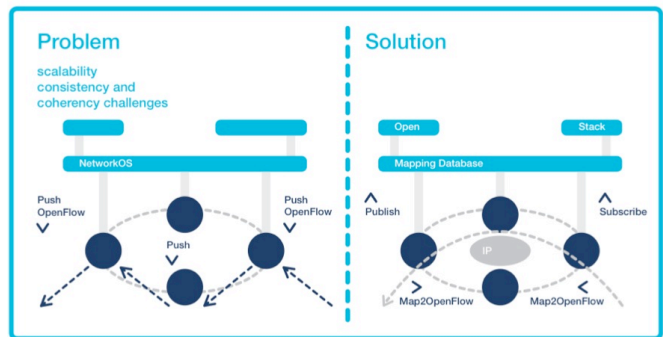 Problem
scalability
consistency and
coherency challenges
NetworkOS
Push
OpenFlow
Push
Push
OpenFlow
Solution
Open
Stack
Mapping Database
Publish
Subscribe
IP
Map2OpenFlow
Map2OpenFlow